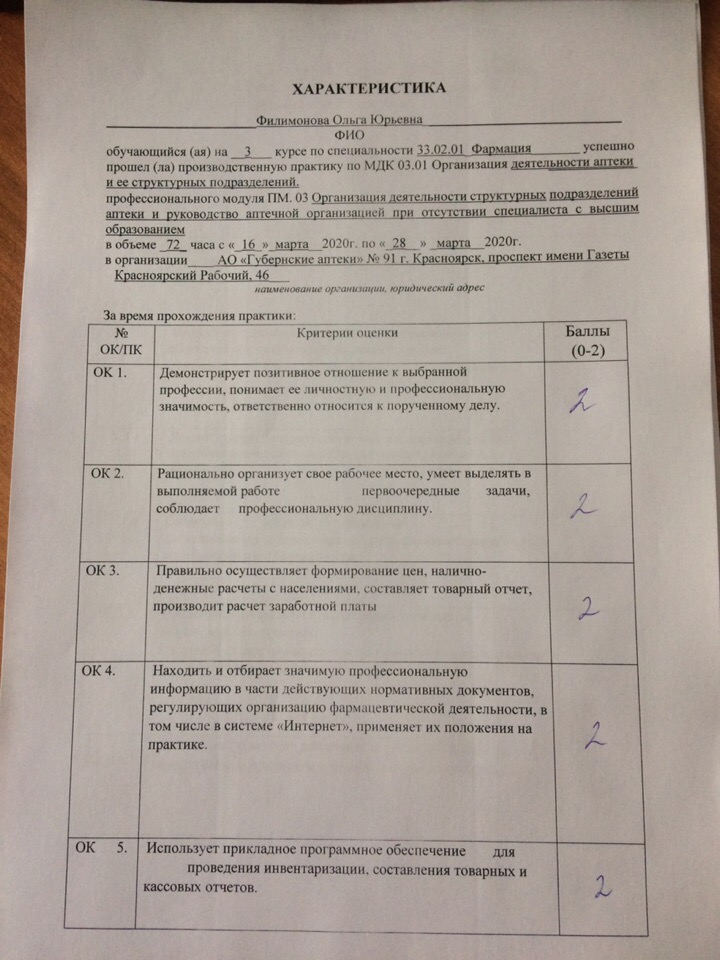 ХАРАКТЕРИСТИКА
Филимонова Ольга Юрьевна
ФИО
обучающийся (ая) на 3 курсе по специальности 33.02.01 Фармация успешно
прошел (ла) производственную практику по МДК 03.01 Организация деятельности аптеки
и ее структурных подразделений.
профессионального модуля ПМ. 03 Организация деятельности структурных подразделений
аптеки и руководство аптечной организацией при отсутствии специалиста с высшим
образованием
в объеме 72 часа с « 16 » марта 2020г. по « 28 » марта 2020г.
в организации АО «Губернские аптеки» № 91 г. Красноярск, проспект имени Газеты
Красноярский Рабочий, 46
наименование организации, юридический адрес
За время прохождения практики:
№ Критерии оценки Баллы
ОК/ПК (0-2)
ОК 1. Демонстрирует позитивное отношение к выбранной
профессии, понимает ее личностную и профессиональную
значимость, ответственно относится к порученному делу. 2
ОК 2. Рационально организует свое рабочее место, умеет выделять в
выполняемой работе первоочередные задачи,
соблюдает профессиональную дисциплину. 2
ОК 3. Правильно осуществляет формирование цен, налично-
денежные расчеты с населениями, составляет товарный отчет,
производит расчет заработной платы 2
ОК 4. Находить и отбирает значимую профессиональную
информацию в части действующих нормативных документов,
регулирующих организацию фармацевтической деятельности, в
том числе в системе «Интернет», применяет их положения на
практике. 2
ОК 5. Использует прикладное программное обеспечение для
проведения инвентаризации, составления товарных и
кассовых отчетов. 2